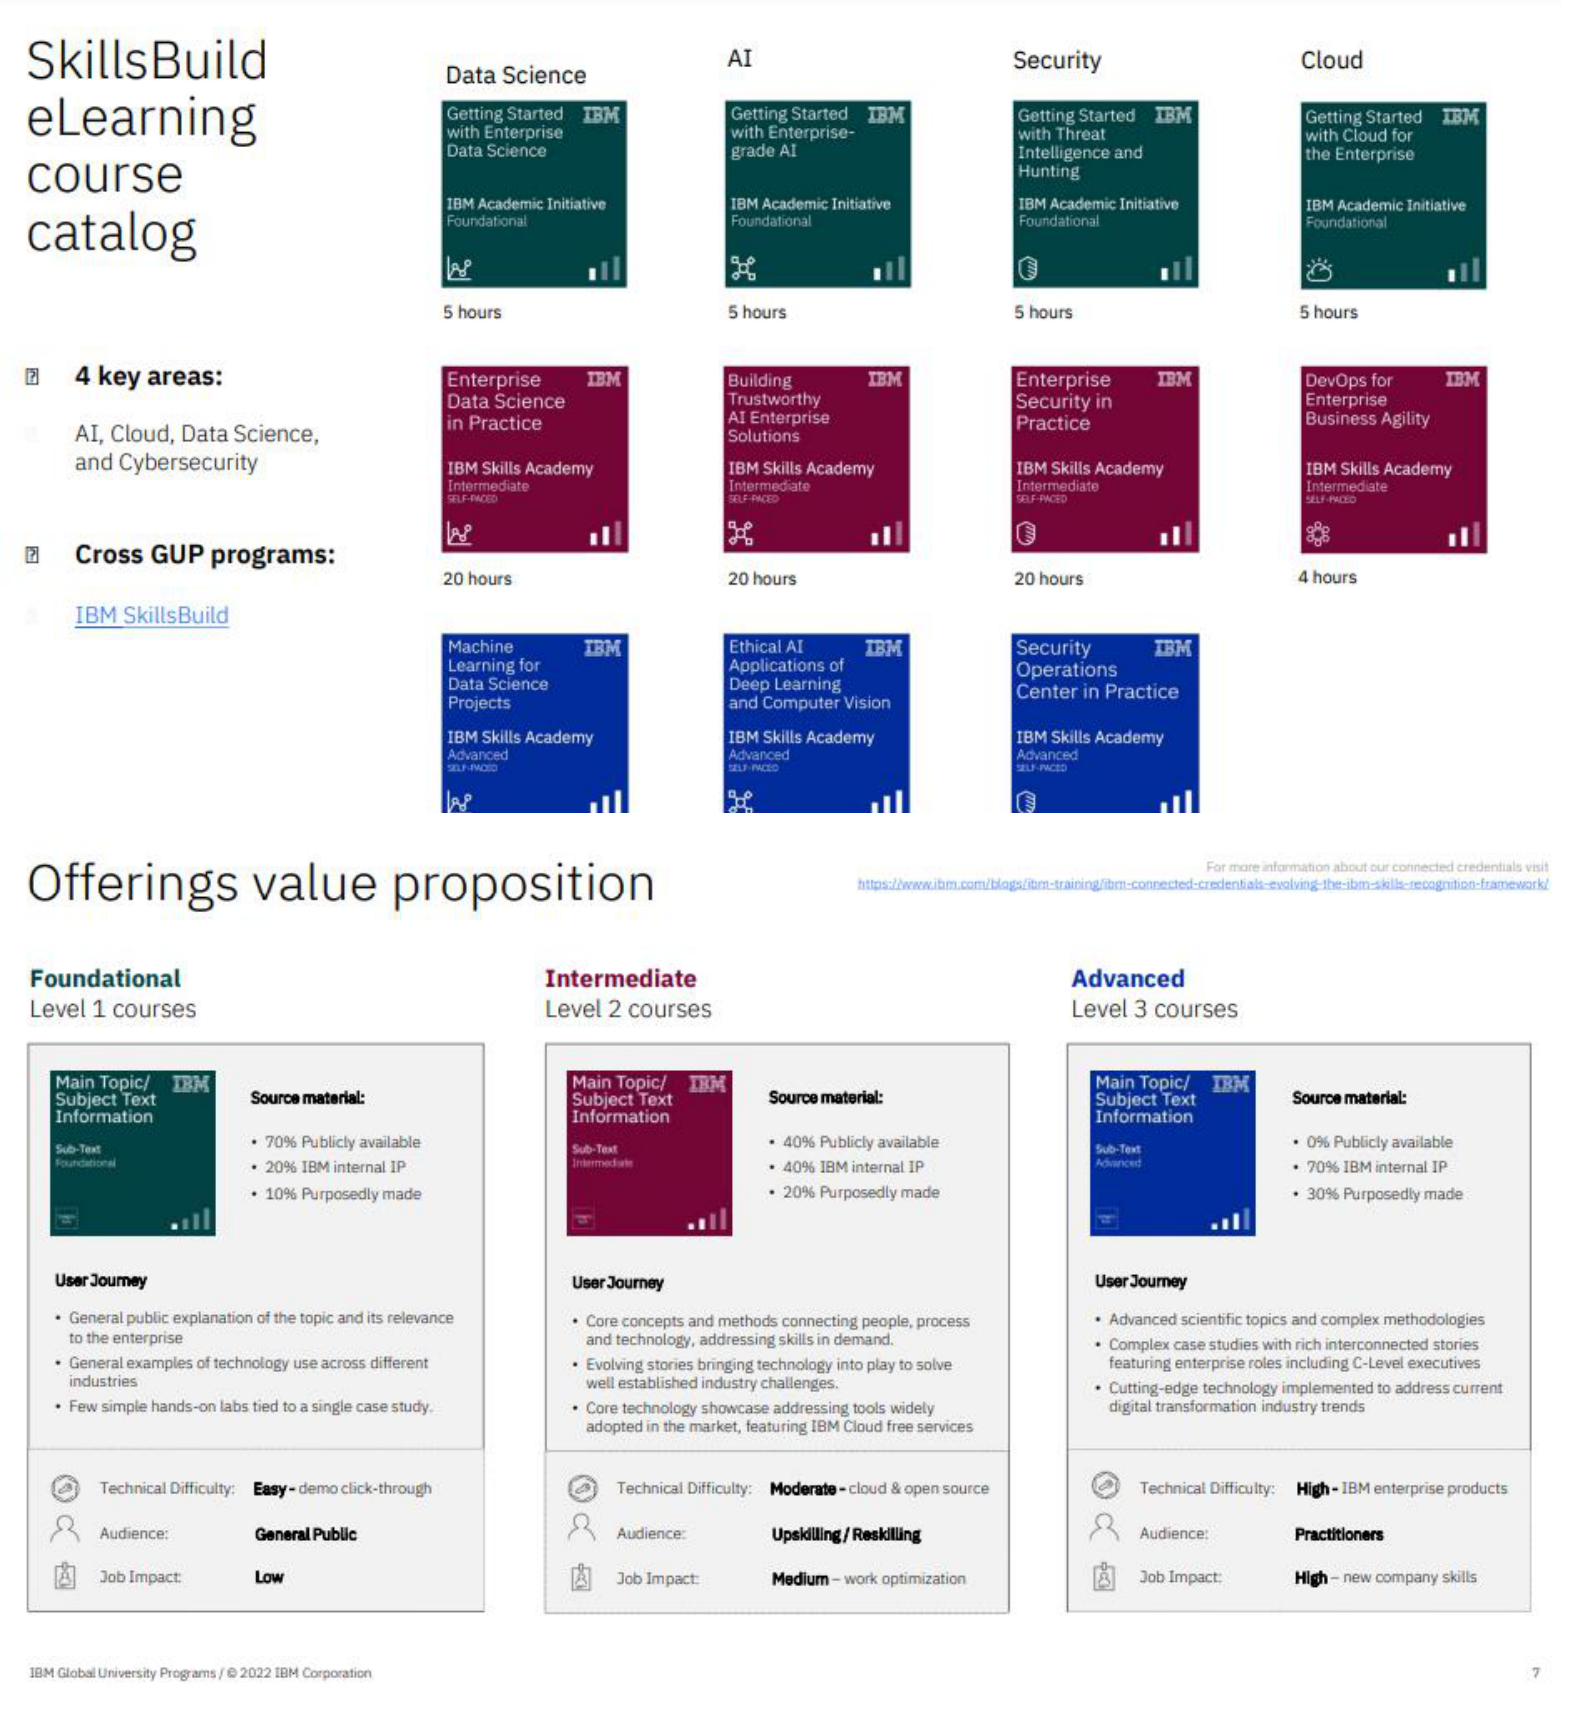 SkillsBuild
eLearning
course
catalog
4 key areas:
AI, Cloud, Data Science,
and Cybersecurity
Cross GUP programs:
IBM SkillsBuild
Data Science
AI
Security
Cloud
Getting Started IBM
with Enterprise
Data Science
IBM Academic Initiative
Foundational
5 hours
Getting Started IBM
with Enterprise-
grade AI
IBM Academic Initiative
Foundational
5 hours
Getting Started IBM
with Threat
Intelligence and
Hunting
IBM Academic Initiative
Foundational
5 hours
Getting Started IBM
with Cloud for
the Enterprise
IBM Academic Initiative
Foundational
5 hours
Enterprise IBM
Data Science
in Practice
IBM Skills Academy
Intermediate
SELF-PACED
20 hours
Building IBM
Trustworthy
AI Enterprise
Solutions
IBM Skills Academy
Intermediate
SELF-PACED
20 hours
Enterprise IBM
Security in
Practice
IBM Skills Academy
Intermediate
SELF-PACED
20 hours
DevOps for IBM
Enterprise
Business Agility
IBM Skills Academy
Intermediate
SELF-PACED
4 hours
Machine IBM
Learning for
Data Science
Projects
IBM Skills Academy
Advanced
SELF-PACED
Ethical AI IBM
Applications of
Deep Learning
and Computer Vision
IBM Skills Academy
Advanced
SELF-PACED
Security IBM
Operations
Center in Practice
IBM Skills Academy
Advanced
SELF-PACED
Offerings value proposition
For more information about our connected credentials visit
https://www.ibm.com/blogs/ibm-training/ibm-connected-credentials-evolving-the-ibm-skills-recognition-framework/
Foundational
Level 1 courses
Main Topic/ IBM
Subject Text
Information
Sub-Text
Foundational
Source material:
• 70% Publicly available
• 20% IBM internal IP
• 10% Purposedly made
User Journey
• General public explanation of the topic and its relevance
to the enterprise
• General examples of technology use across different
industries
• Few simple hands-on labs tied to a single case study.
Technical Difficulty: Easy - demo click-through
Audience: General Public
Job Impact: Low
Intermediate
Level 2 courses
Main Topic/ IBM
Subject Text
Information
Sub-Text
Intermediate
Source material:
• 40% Publicly available
• 40% IBM internal IP
• 20% Purposedly made
User Journey
• Core concepts and methods connecting people, process
and technology, addressing skills in demand.
• Evolving stories bringing technology into play to solve
well established industry challenges.
• Core technology showcase addressing tools widely
adopted in the market, featuring IBM Cloud free services
Technical Difficulty: Moderate - cloud & open source
Audience: Upskilling / Reskilling
Job Impact: Medium – work optimization
Advanced
Level 3 courses
Main Topic/ IBM
Subject Text
Information
Sub-Text
Advanced
Source material:
• 0% Publicly available
• 70% IBM internal IP
• 30% Purposedly made
User Journey
• Advanced scientific topics and complex methodologies
• Complex case studies with rich interconnected stories
featuring enterprise roles including C-Level executives
• Cutting-edge technology implemented to address current
digital transformation industry trends
Technical Difficulty: High - IBM enterprise products
Audience: Practitioners
Job Impact: High – new company skills
IBM Global University Programs / © 2022 IBM Corporation
7